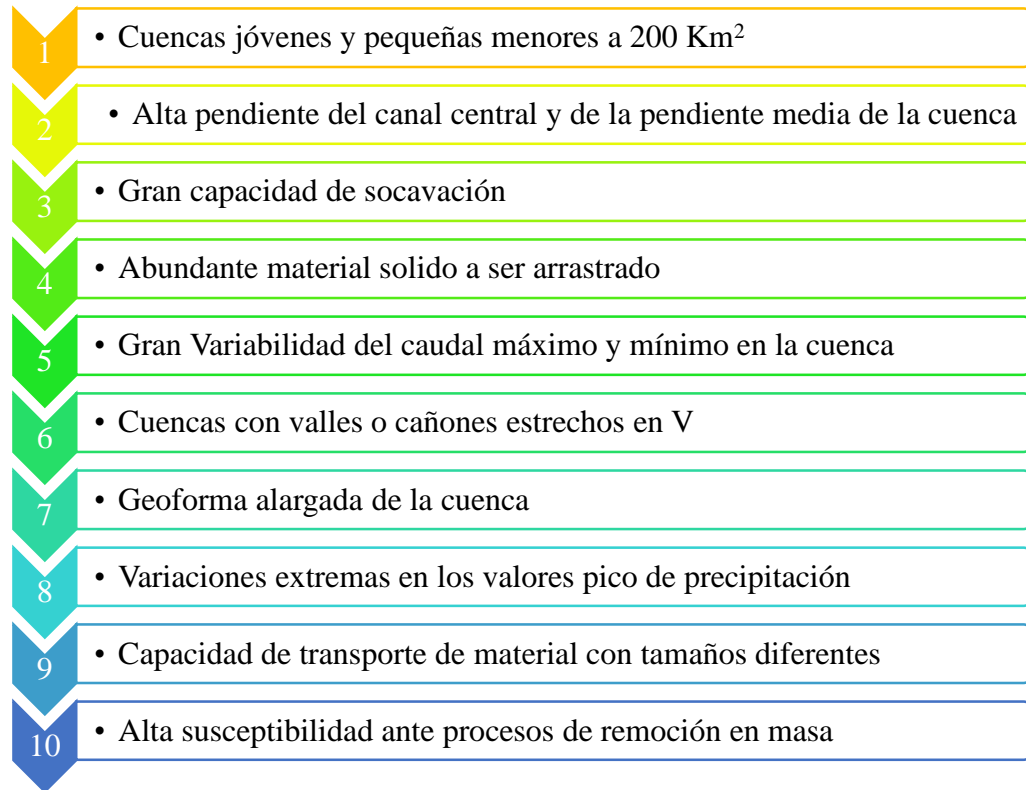 1 • Cuencas jóvenes y pequeñas menores a 200 Km²
2 • Alta pendiente del canal central y de la pendiente media de la cuenca
3 • Gran capacidad de socavación
4 • Abundante material solido a ser arrastrado
5 • Gran Variabilidad del caudal máximo y mínimo en la cuenca
6 • Cuencas con valles o cañones estrechos en V
7 • Geoforma alargada de la cuenca
8 • Variaciones extremas en los valores pico de precipitación
9 • Capacidad de transporte de material con tamaños diferentes
10 • Alta susceptibilidad ante procesos de remoción en masa